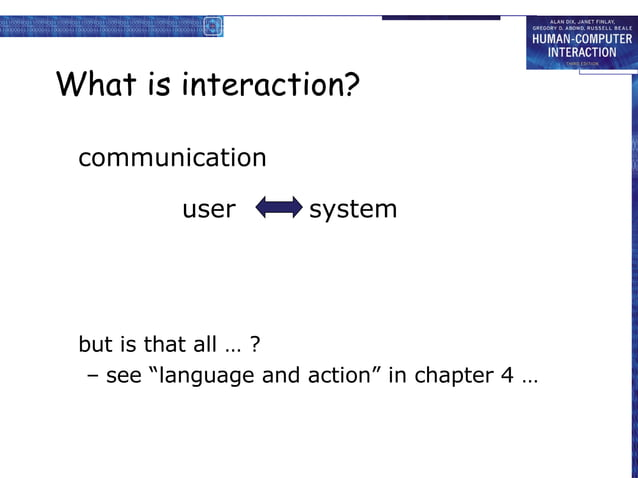 ALAN DIX, JANET FINLAY,
GREGORY D. ABOWD, RUSSELL BEALE
HUMAN-COMPUTER
INTERACTION
THIRD EDITION
What is interaction?
communication
user system
but is that all … ?
– see “language and action” in chapter 4 …